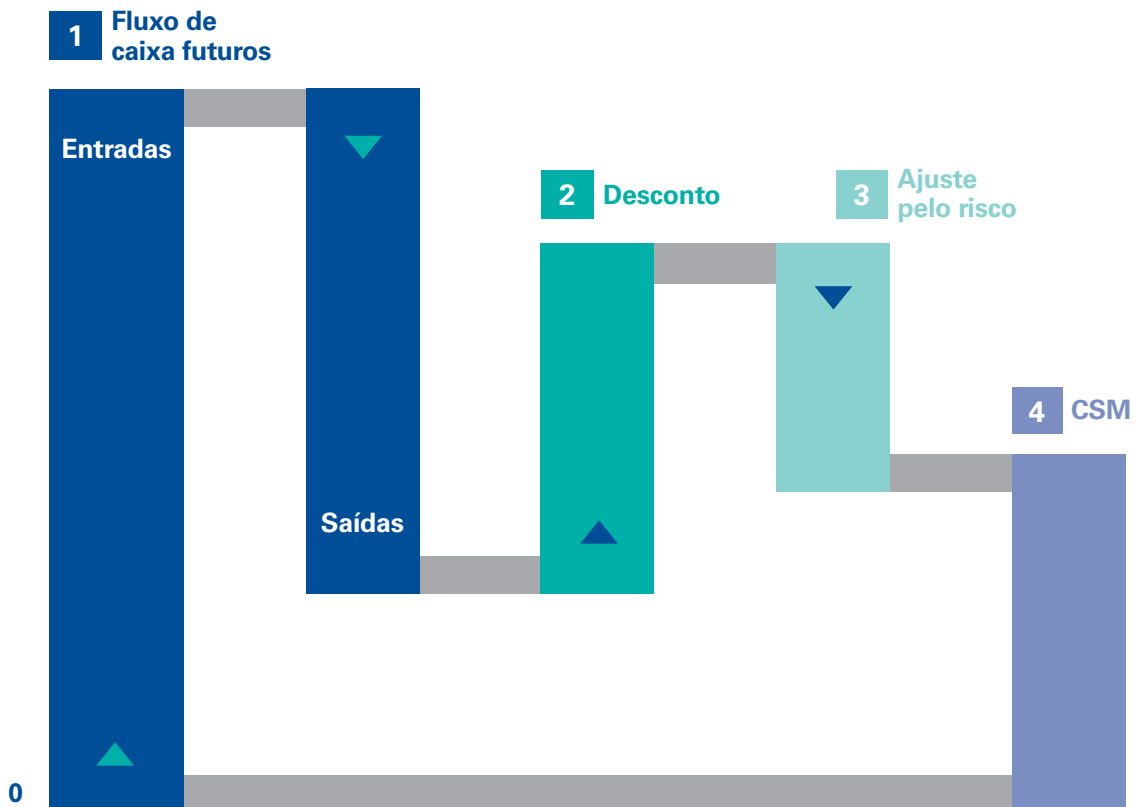 1
Fluxo de
caixa futuros
Entradas
2
Desconto
3
Ajuste
pelo risco
4
CSM
Saídas
0